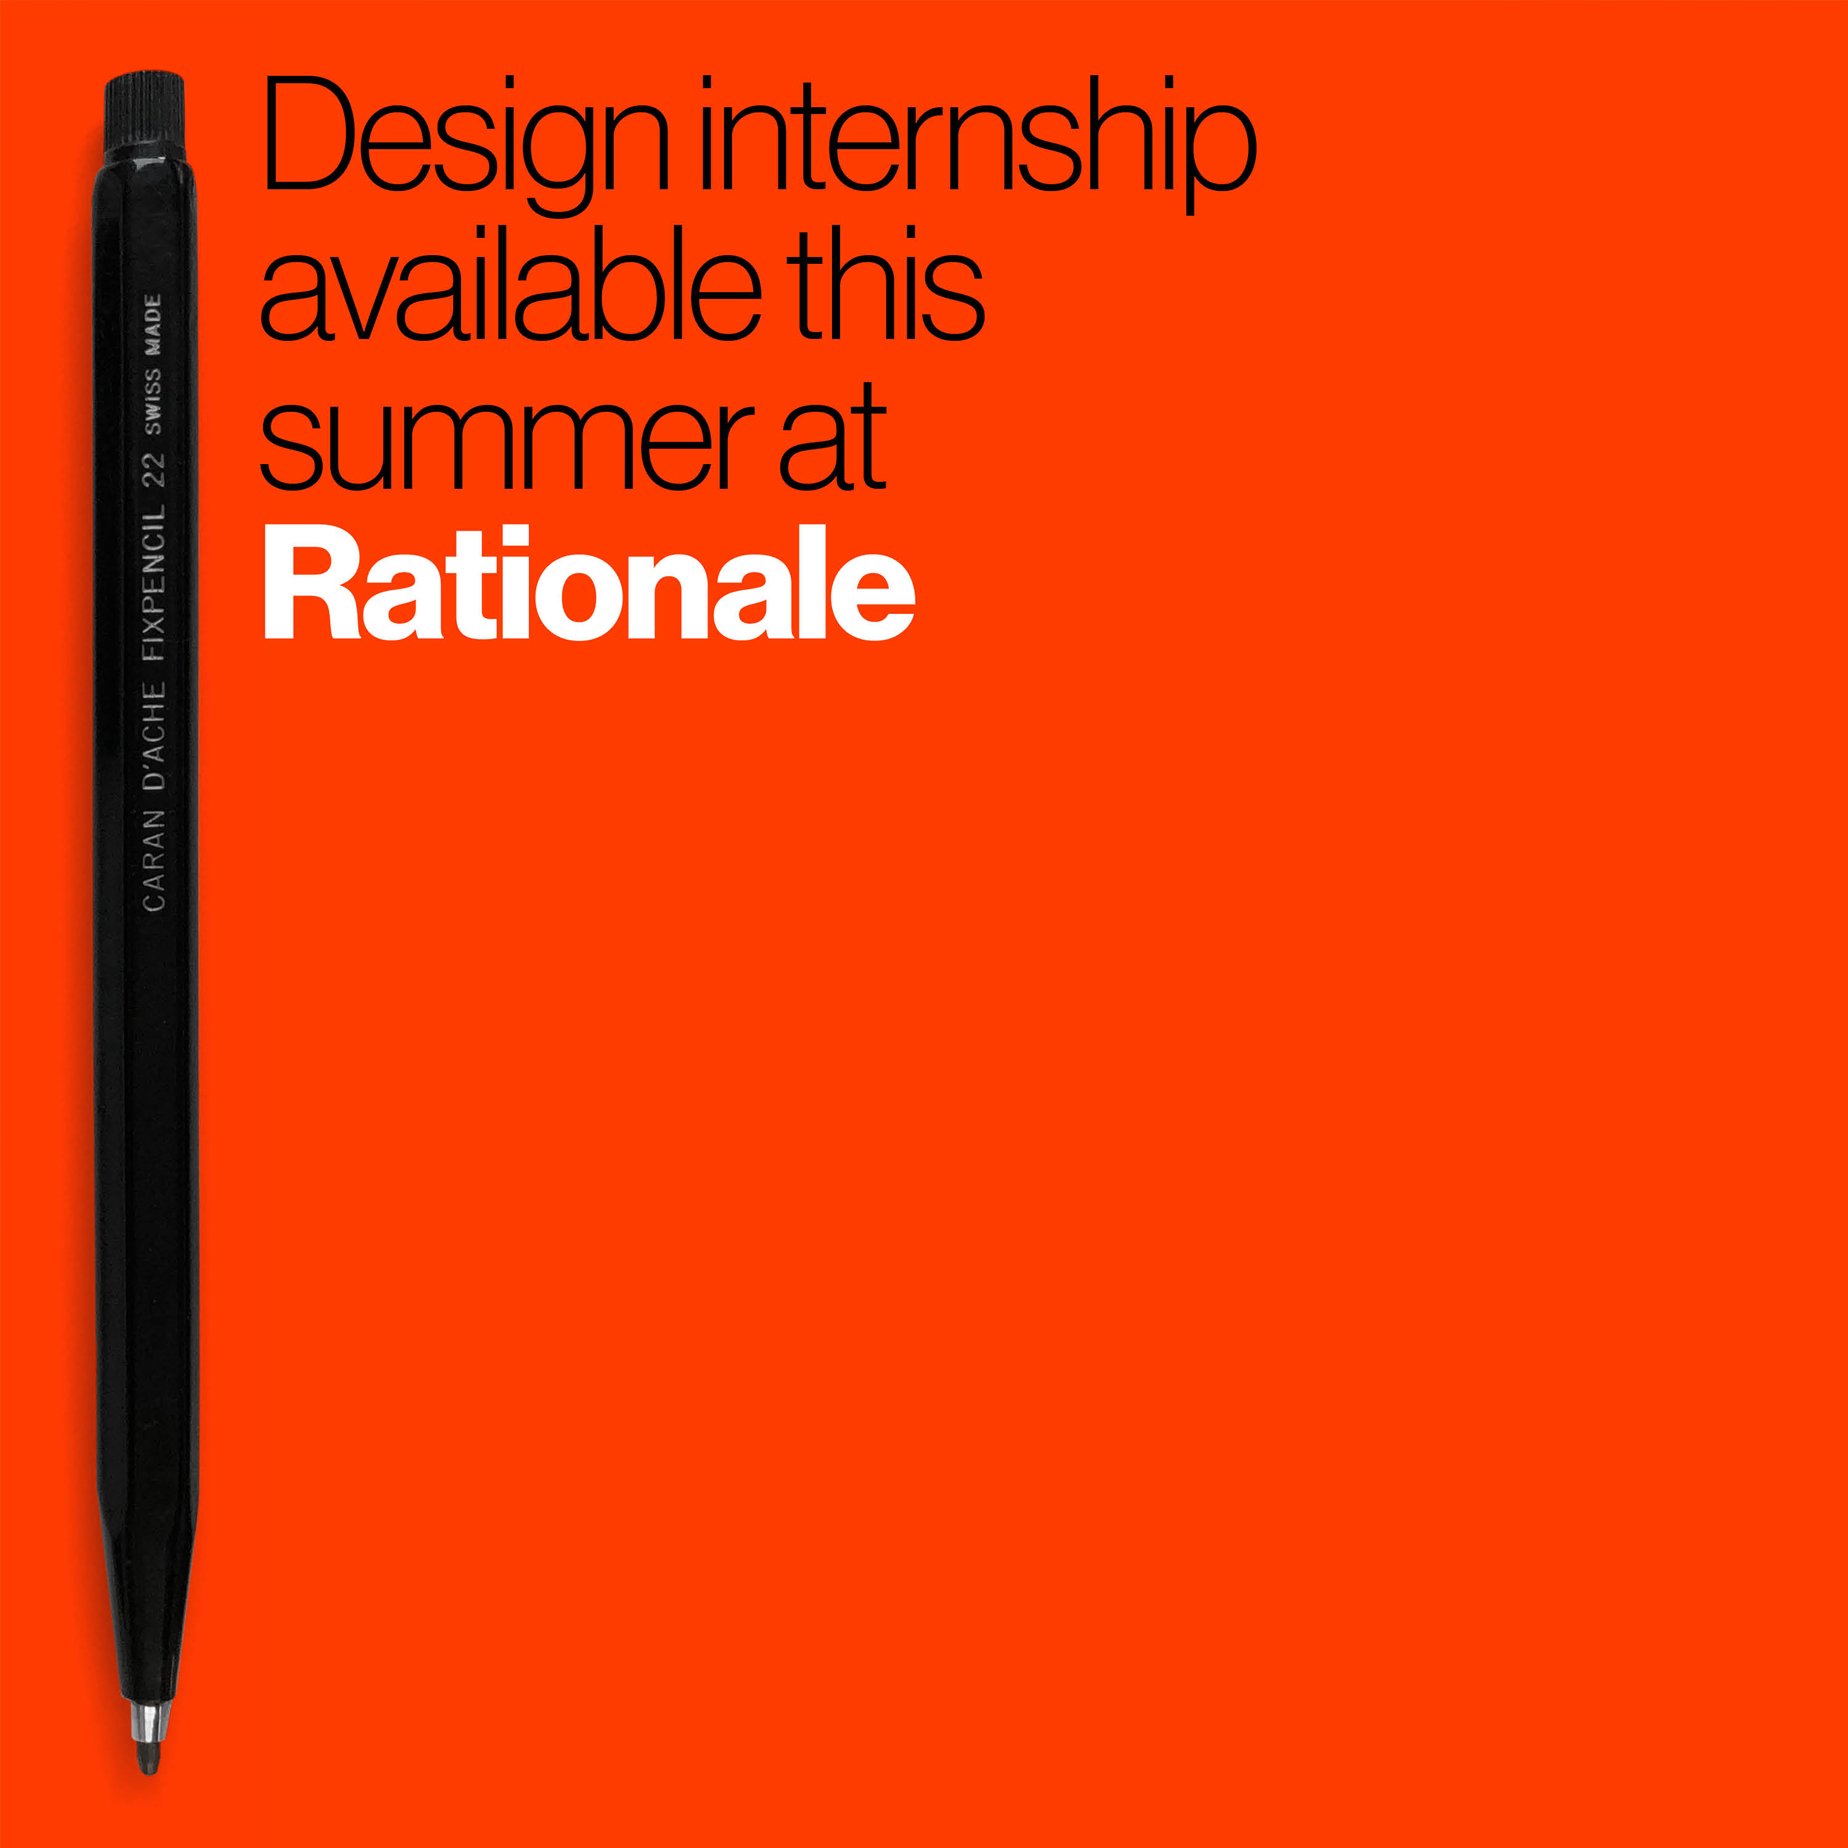 Design internship
available this
summer at
Rationale
CARAN D'ACHE FIXPENCIL 22 SWISS MADE